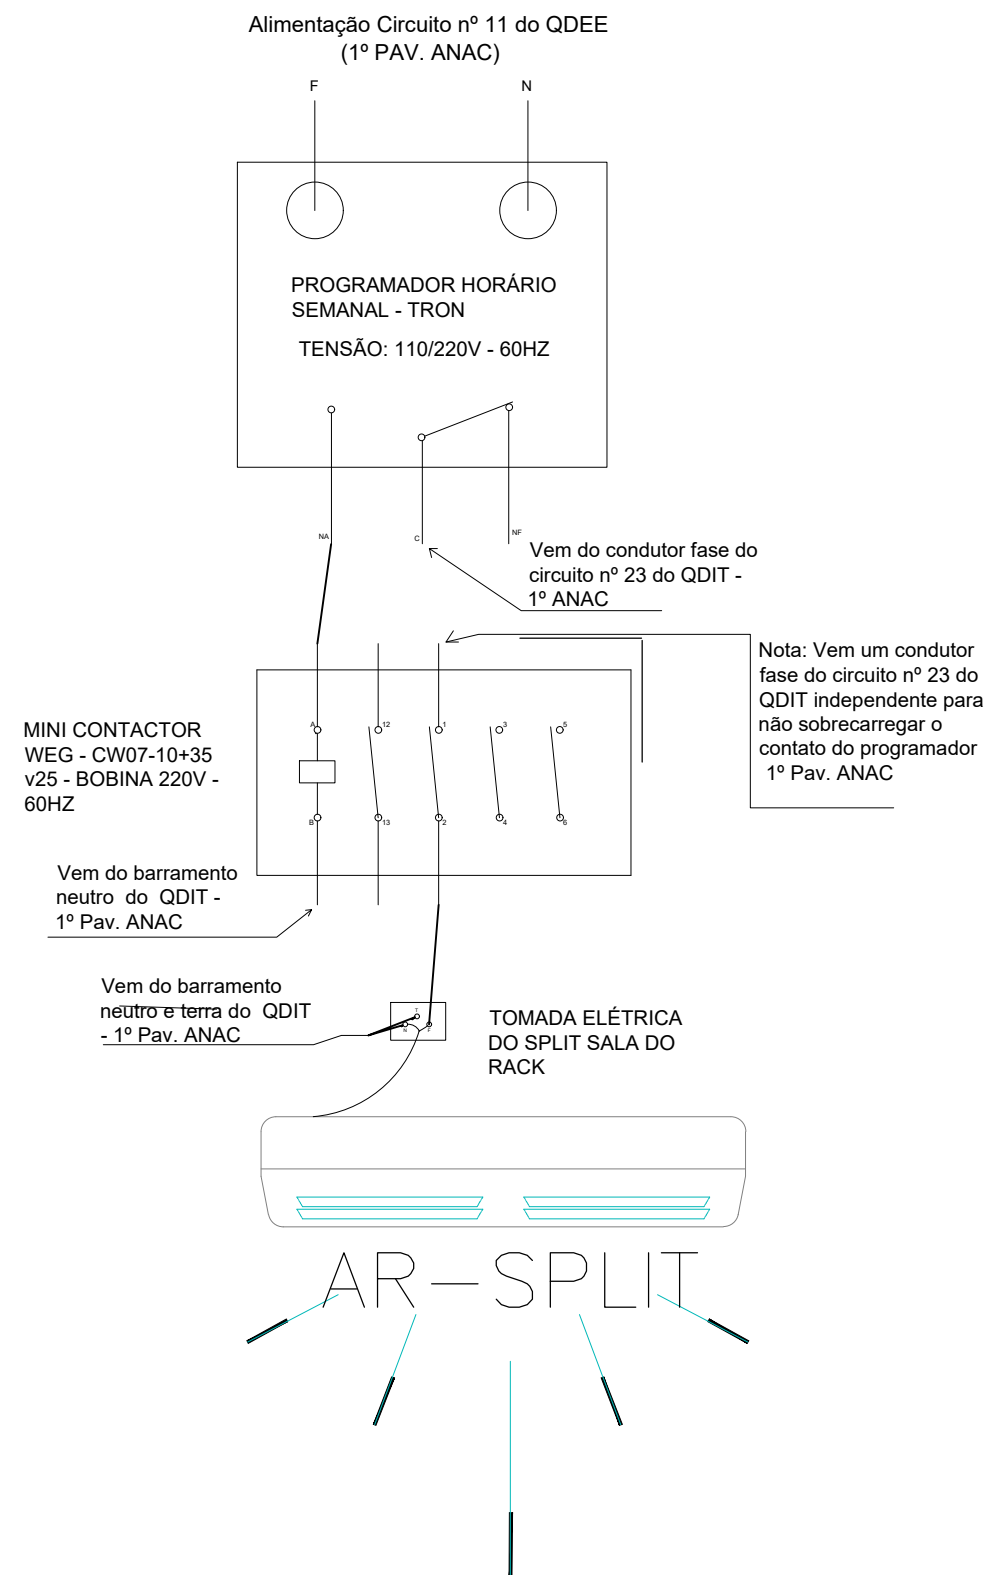 Alimentação Circuito nº 11 do QDEE
(1º PAV. ANAC)
F
N
PROGRAMADOR HORÁRIO
SEMANAL - TRON
TENSÃO: 110/220V - 60HZ
NA
C
NF
Vem do condutor fase do
circuito nº 23 do QDIT -
1º ANAC
Nota: Vem um condutor
fase do circuito nº 23 do
QDIT independente para
não sobrecarregar o
contato do programador
1º Pav. ANAC
MINI CONTACTOR
WEG - CW07-10+35
v25 - BOBINA 220V -
60HZ
A
12
1
3
5
B
13
2
4
6
Vem do barramento
neutro do QDIT -
1º Pav. ANAC
Vem do barramento
neutro e terra do QDIT
- 1º Pav. ANAC
T
N
F
TOMADA ELÉTRICA
DO SPLIT SALA DO
RACK
AR-SPLIT